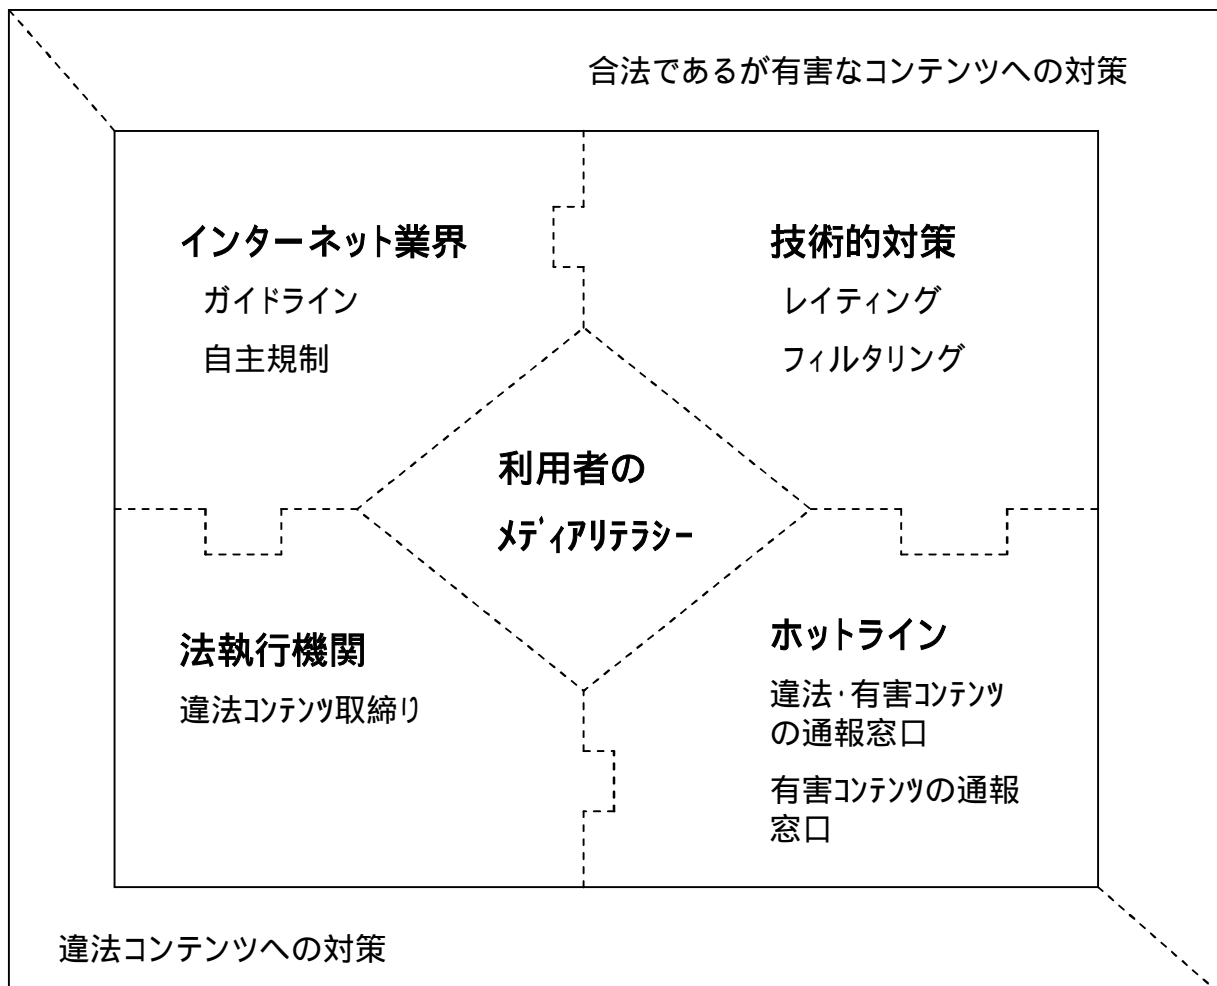 合法であるが有害なコンテンツへの対策
インターネット業界
ガイドライン
自主規制
技術的対策
レイティング
フィルタリング
利用者の
ﾒﾃﾞｨｱﾘﾃﾗｼｰ
法執行機関
違法ｺﾝﾃﾝﾂ取締り
ホットライン
違法・有害ｺﾝﾃﾝﾂ
の通報窓口
有害ｺﾝﾃﾝﾂの通報
窓口
違法コンテンツへの対策